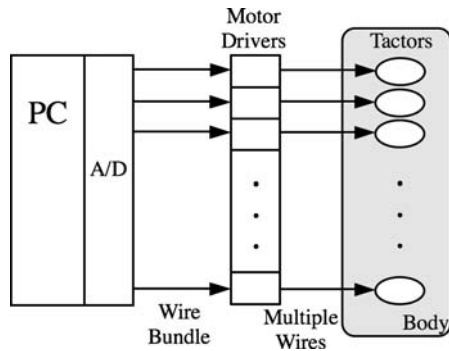 Motor
Drivers
Tactors
PC
A/D
Wire
Bundle
Multiple
Wires
Body